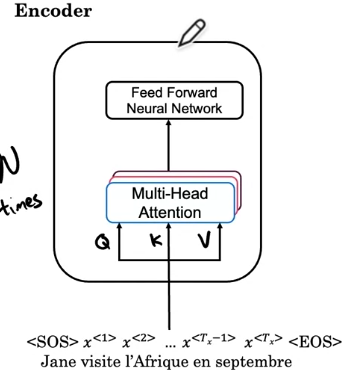 Encoder
Feed Forward
Neural Network
N
times
Multi-Head
Attention
Q K V
<SOS> x<1> x<2> … x<Tₓ−1> x<Tₓ> <EOS>
Jane visite l'Afrique en septembre